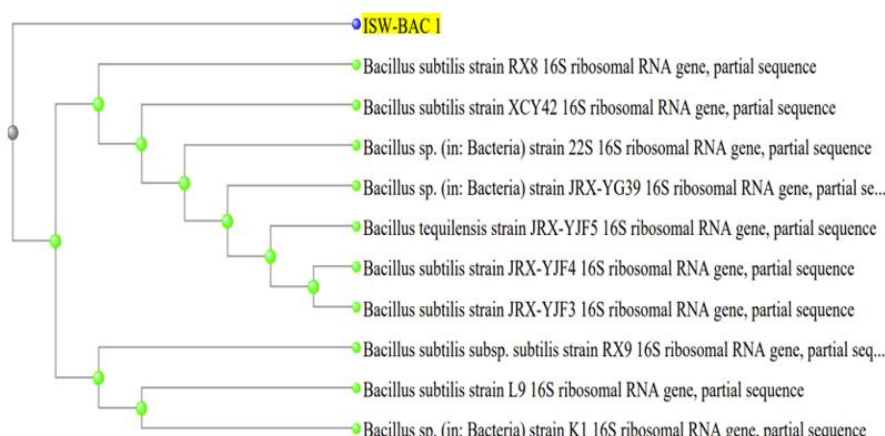 ISW-BAC 1
Bacillus subtilis strain RX8 16S ribosomal RNA gene, partial sequence
Bacillus subtilis strain XCY42 16S ribosomal RNA gene, partial sequence
Bacillus sp. (in: Bacteria) strain 22S 16S ribosomal RNA gene, partial sequence
Bacillus sp. (in: Bacteria) strain JRX-YG39 16S ribosomal RNA gene, partial se...
Bacillus tequilensis strain JRX-YJF5 16S ribosomal RNA gene, partial sequence
Bacillus subtilis strain JRX-YJF4 16S ribosomal RNA gene, partial sequence
Bacillus subtilis strain JRX-YJF3 16S ribosomal RNA gene, partial sequence
Bacillus subtilis subsp. subtilis strain RX9 16S ribosomal RNA gene, partial seq...
Bacillus subtilis strain L9 16S ribosomal RNA gene, partial sequence
Bacillus sp. (in: Bacteria) strain K1 16S ribosomal RNA gene, partial sequence